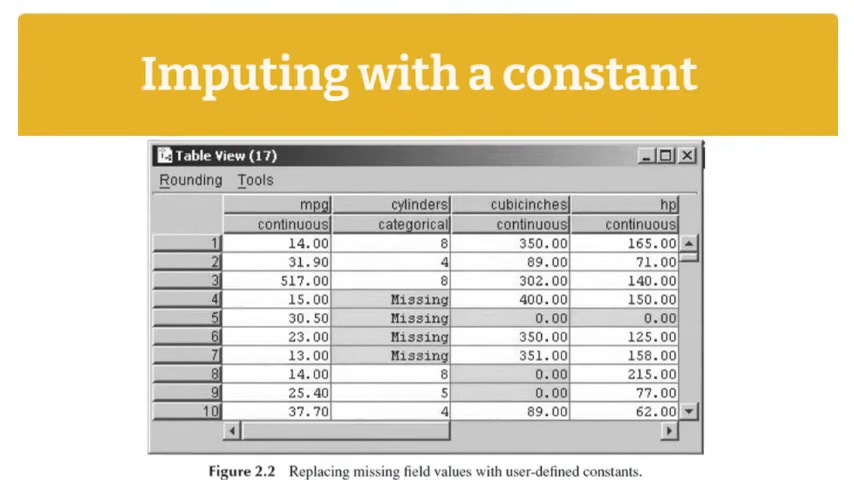 Imputing with a constant
Table View (17)
Rounding Tools
mpg cylinders cubicinches hp
continuous categorical continuous continuous
1 14.00 8 350.00 165.00
2 31.90 4 89.00 71.00
3 517.00 8 302.00 140.00
4 15.00 Missing 400.00 150.00
5 30.50 Missing 0.00 0.00
6 23.00 Missing 350.00 125.00
7 13.00 Missing 351.00 158.00
8 14.00 8 0.00 215.00
9 25.40 5 0.00 77.00
10 37.70 4 89.00 62.00
Figure 2.2 Replacing missing field values with user-defined constants.